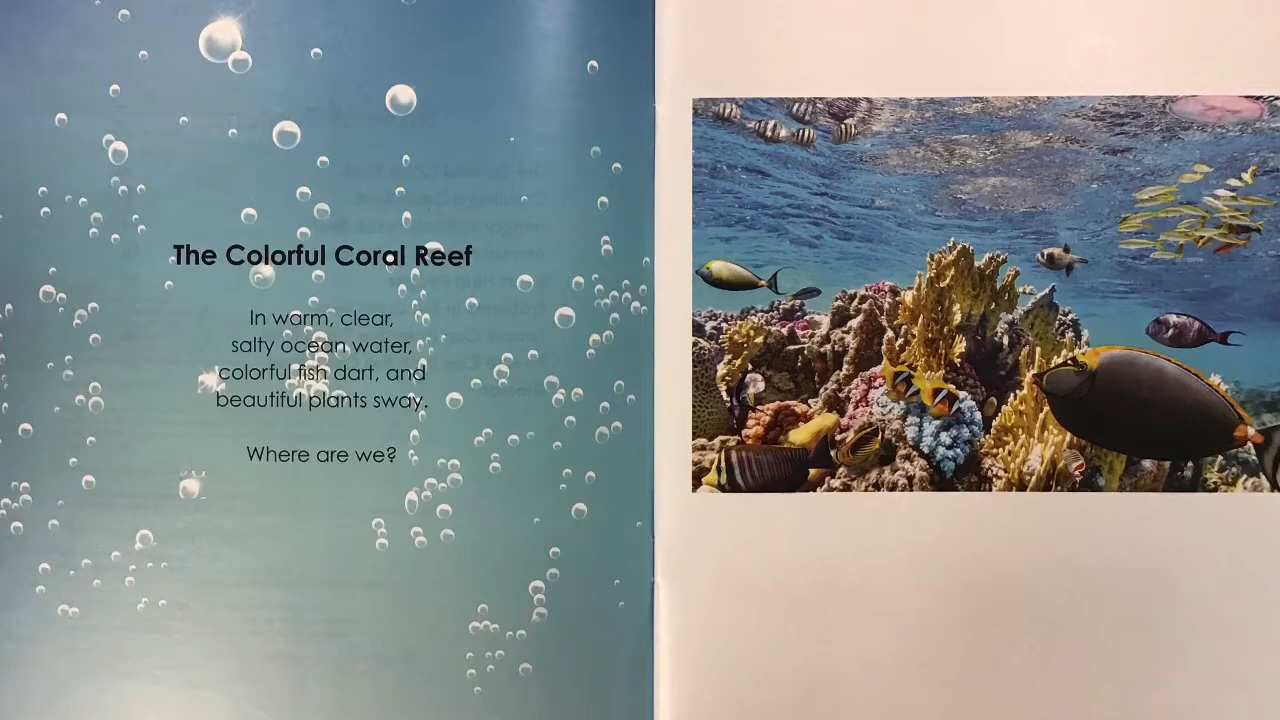 The Colorful Coral Reef
In warm, clear,
salty ocean water,
colorful fish dart, and
beautiful plants sway.
Where are we?